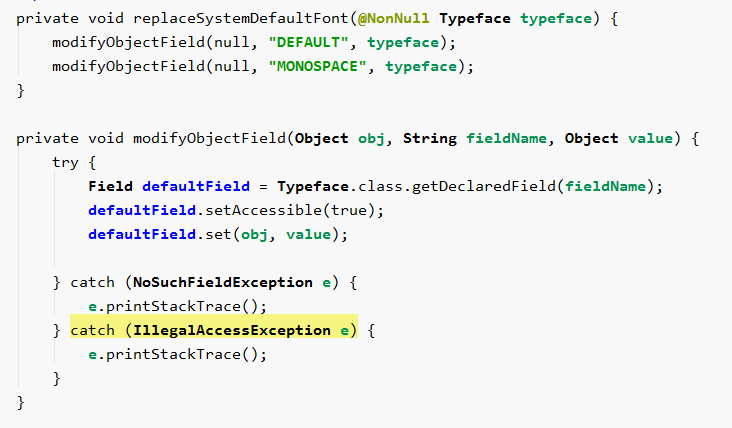 private void replaceSystemDefaultFont(@NonNull Typeface typeface) {
    modifyObjectField(null, "DEFAULT", typeface);
    modifyObjectField(null, "MONOSPACE", typeface);
}

private void modifyObjectField(Object obj, String fieldName, Object value) {
    try {
        Field defaultField = Typeface.class.getDeclaredField(fieldName);
        defaultField.setAccessible(true);
        defaultField.set(obj, value);

    } catch (NoSuchFieldException e) {
        e.printStackTrace();
    } catch (IllegalAccessException e) {
        e.printStackTrace();
    }
}